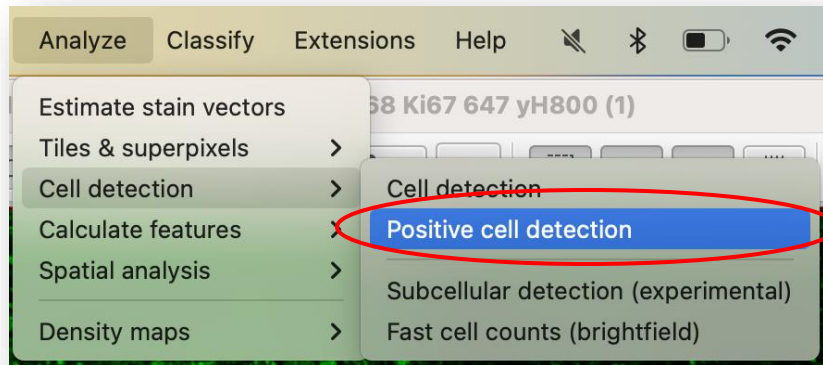 Analyze Classify Extensions Help
68 Ki67 647 yH800 (1)
Estimate stain vectors
Tiles & superpixels
Cell detection
Calculate features
Spatial analysis
Density maps
Cell detection
Positive cell detection
Subcellular detection (experimental)
Fast cell counts (brightfield)